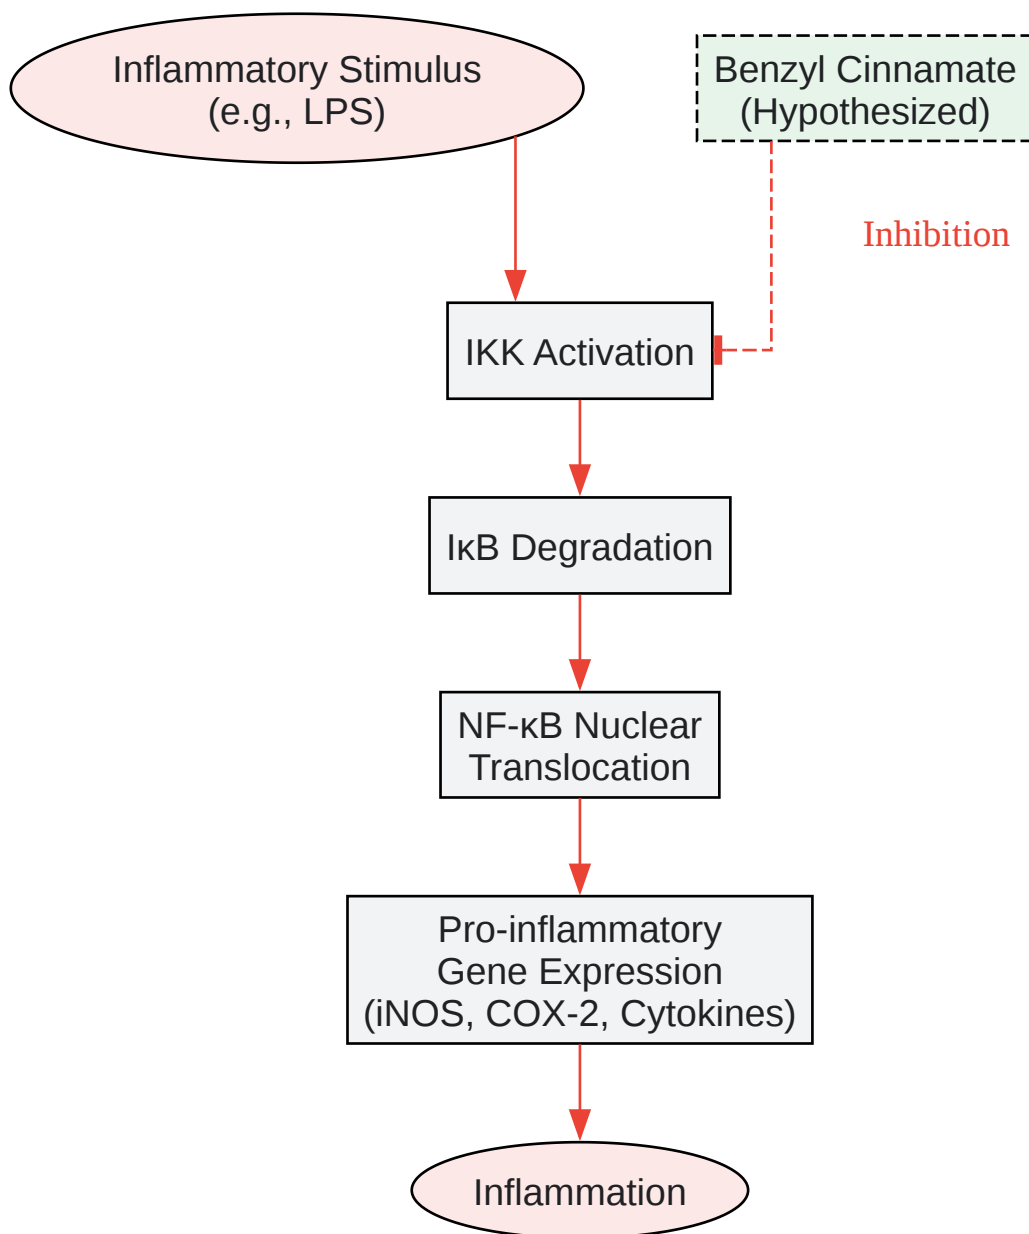 Inflammatory Stimulus
(e.g., LPS)
Benzyl Cinnamate
(Hypothesized)
Inhibition
IKK Activation
IκB Degradation
NF-κB Nuclear
Translocation
Pro-inflammatory
Gene Expression
(iNOS, COX-2, Cytokines)
Inflammation